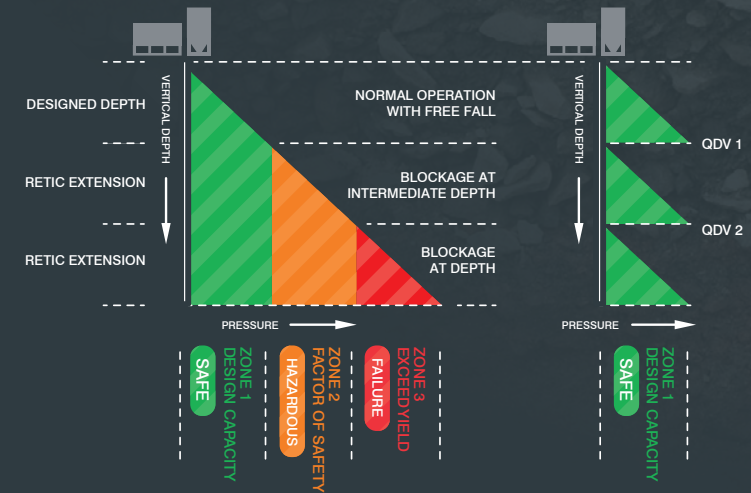 DESIGNED DEPTH
VERTICAL DEPTH
NORMAL OPERATION
WITH FREE FALL
RETIC EXTENSION
BLOCKAGE AT
INTERMEDIATE DEPTH
RETIC EXTENSION
BLOCKAGE
AT DEPTH
PRESSURE
ZONE 1
DESIGN CAPACITY
SAFE
ZONE 2
FACTOR OF SAFETY
HAZARDOUS
ZONE 3
EXCEEDYIELD
FAILURE
VERTICAL DEPTH
QDV 1
QDV 2
PRESSURE
ZONE 1
DESIGN CAPACITY
SAFE